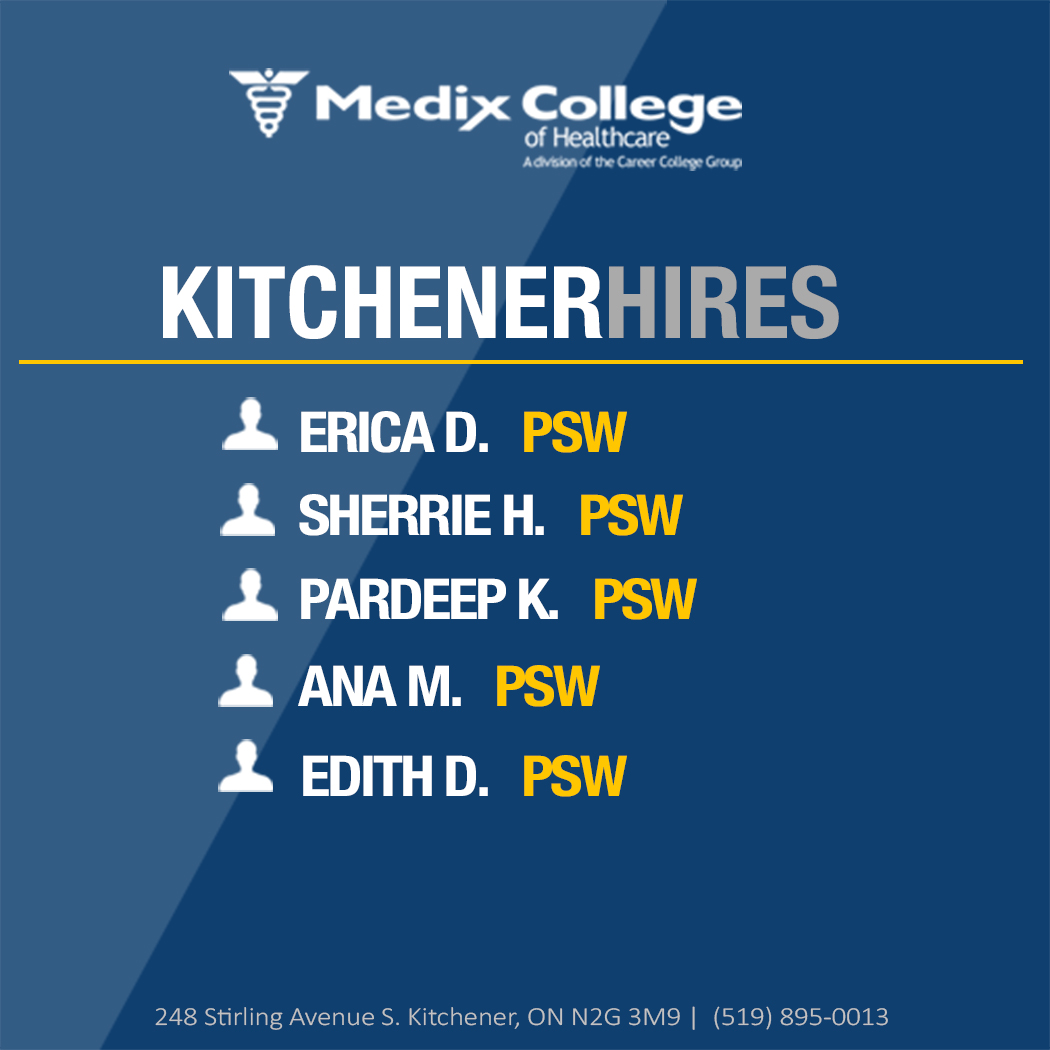 Medix College
of Healthcare
A division of the Career College Group
KITCHENERHIRES
ERICA D. PSW
SHERRIE H. PSW
PARDEEP K. PSW
ANA M. PSW
EDITH D. PSW
248 Stirling Avenue S. Kitchener, ON N2G 3M9 | (519) 895-0013